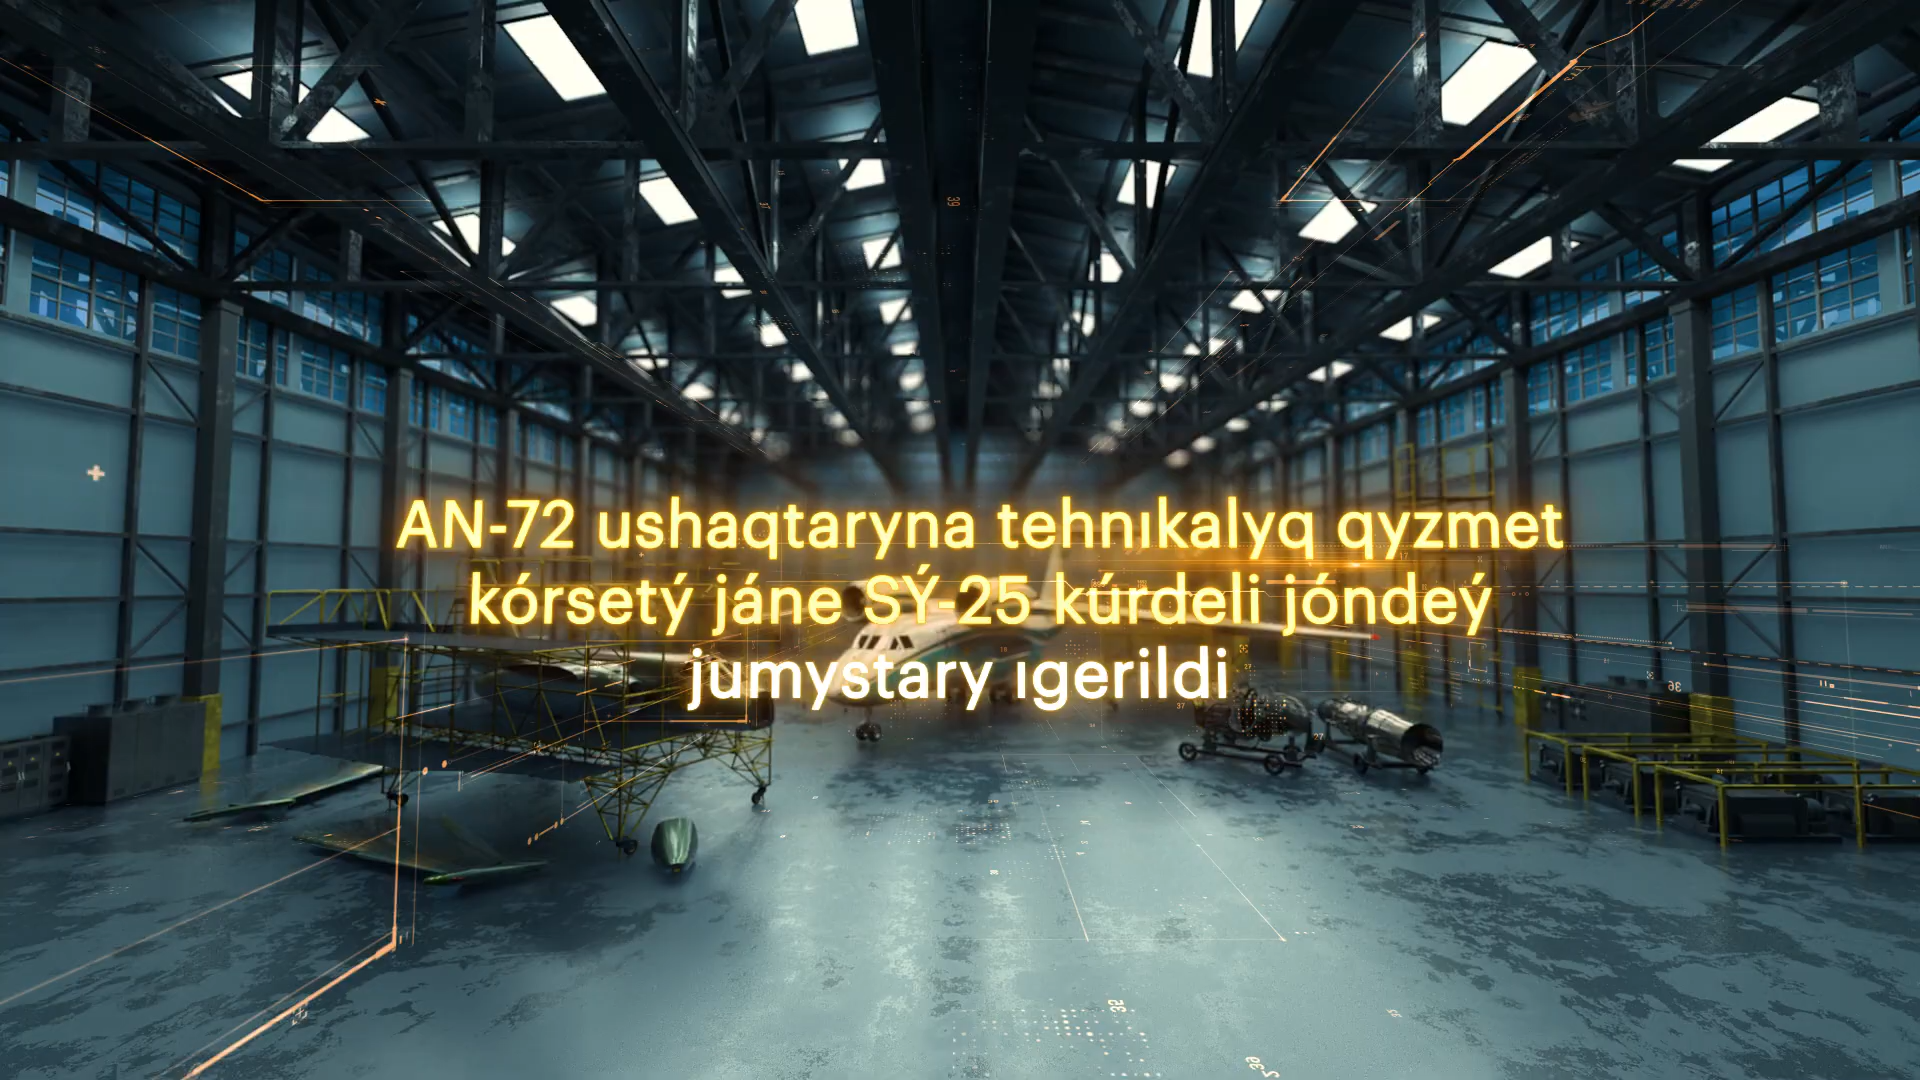 AN-72 ushaqtaryna tehnıkalyq qyzmet
kórsetý jáne SÝ-25 kúrdeli jóndeý
jumystary ıgerildi